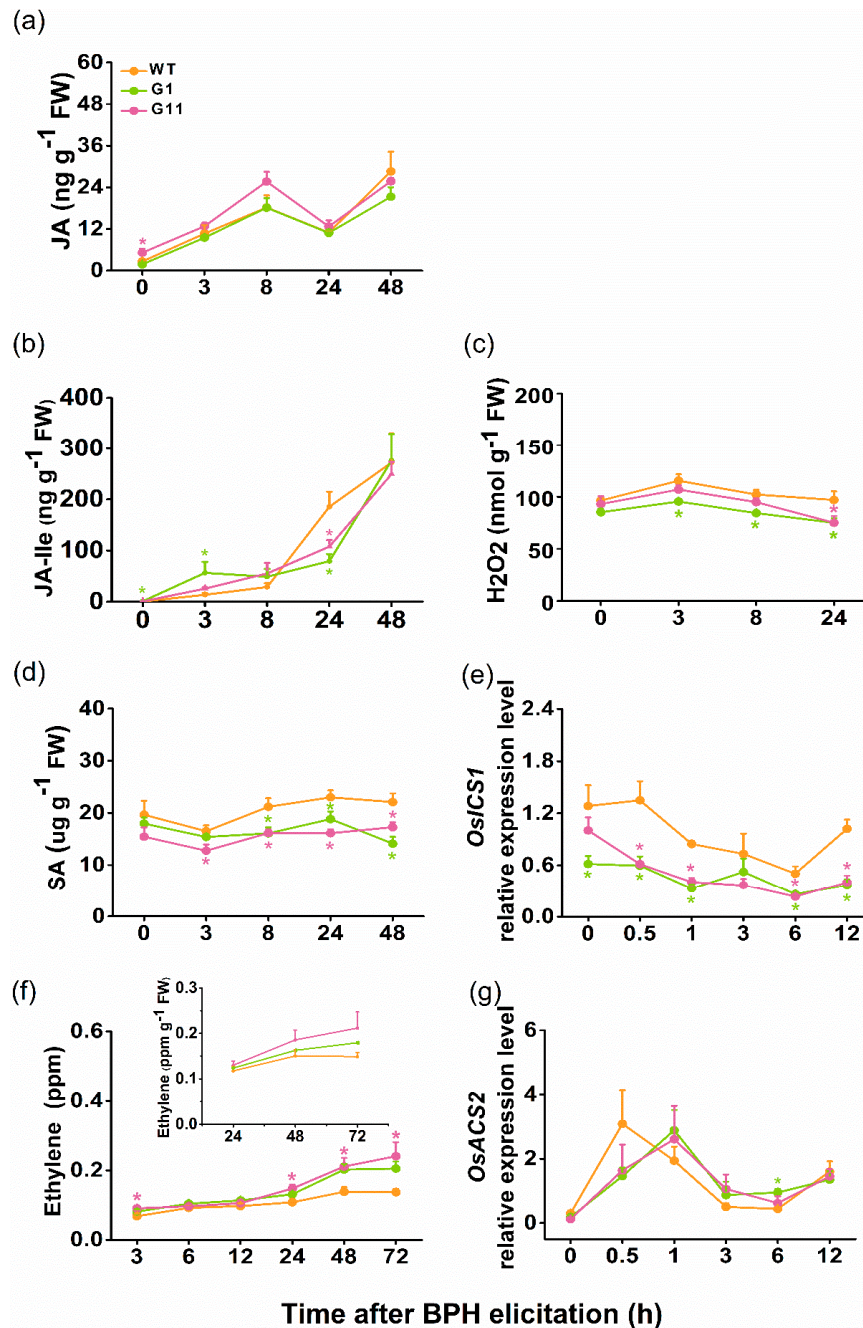 (a)
JA (ng g-1 FW)
60
48
36
24
12
0
WT
G1
G11
*
0 3 8 24 48
(b)
JA-Ile (ng g-1 FW)
400
300
200
100
0
*
*
*
*
0 3 8 24 48
(c)
H2O2 (nmol g-1 FW)
200
150
100
50
0
*
*
*
*
0 3 8 24
(d)
SA (ug g-1 FW)
40
30
20
10
0
*
*
*
*
*
*
*
0 3 8 24 48
(e)
OsICS1
relative expression level
2.4
1.8
1.2
0.6
0.0
*
*
*
*
*
*
*
*
*
0 0.5 1 3 6 12
(f)
Ethylene (ppm)
0.6
0.4
0.2
0.0
Ethylene (ppm g-1 FW)
0.3
0.2
0.1
0.0
24 48 72
*
*
*
*
3 6 12 24 48 72
(g)
OsACS2
relative expression level
6
4
2
0
*
0 0.5 1 3 6 12
Time after BPH elicitation (h)